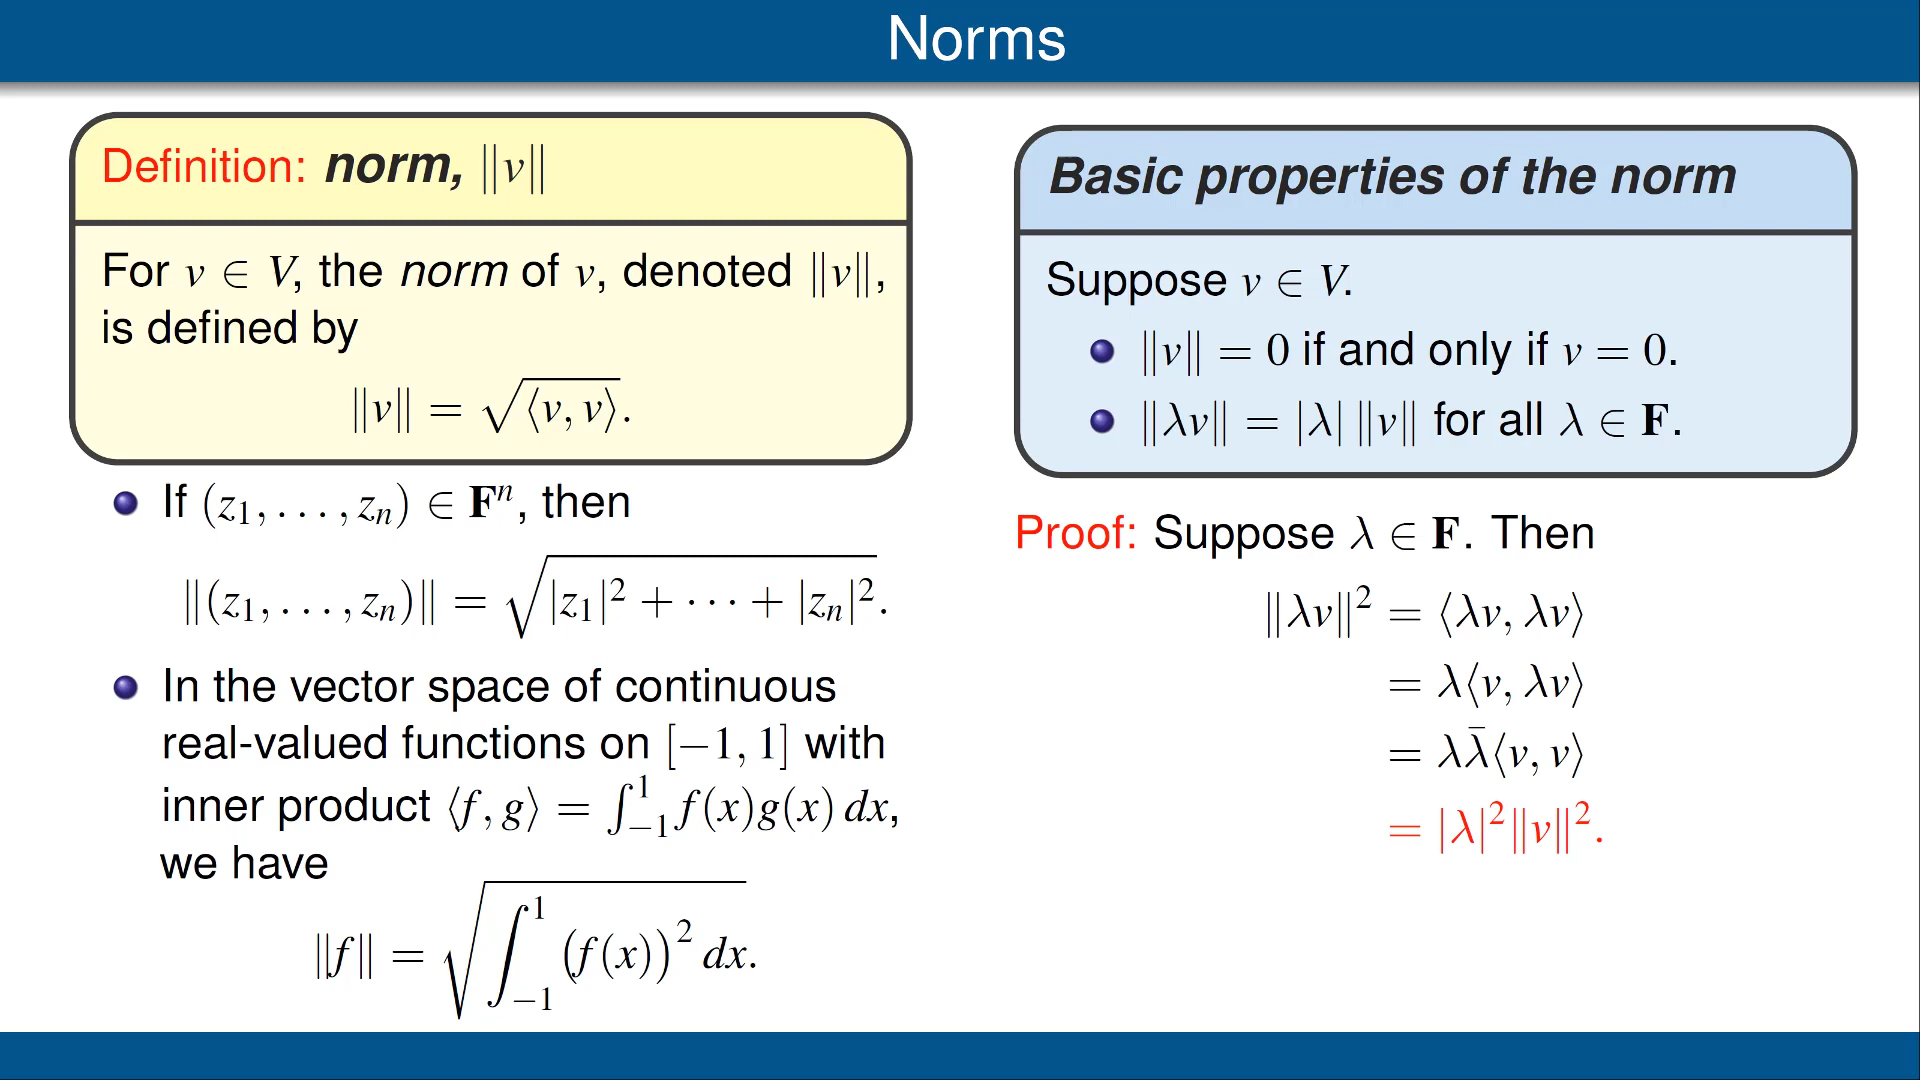 Norms
Definition: norm, ‖v‖
For v ∈ V, the norm of v, denoted ‖v‖,
is defined by
‖v‖ = √⟨v, v⟩.
If (z₁, . . . , zₙ) ∈ Fⁿ, then
‖(z₁, . . . , zₙ)‖ = √(|z₁|² + · · · + |zₙ|²).
In the vector space of continuous
real-valued functions on [−1, 1] with
inner product ⟨f, g⟩ = ∫₋₁¹ f(x)g(x) dx,
we have
‖f‖ = √(∫₋₁¹ (f(x))² dx).
Basic properties of the norm
Suppose v ∈ V.
‖v‖ = 0 if and only if v = 0.
‖λv‖ = |λ| ‖v‖ for all λ ∈ F.
Proof: Suppose λ ∈ F. Then
‖λv‖² = ⟨λv, λv⟩
= λ⟨v, λv⟩
= λλ̄⟨v, v⟩
= |λ|²‖v‖².